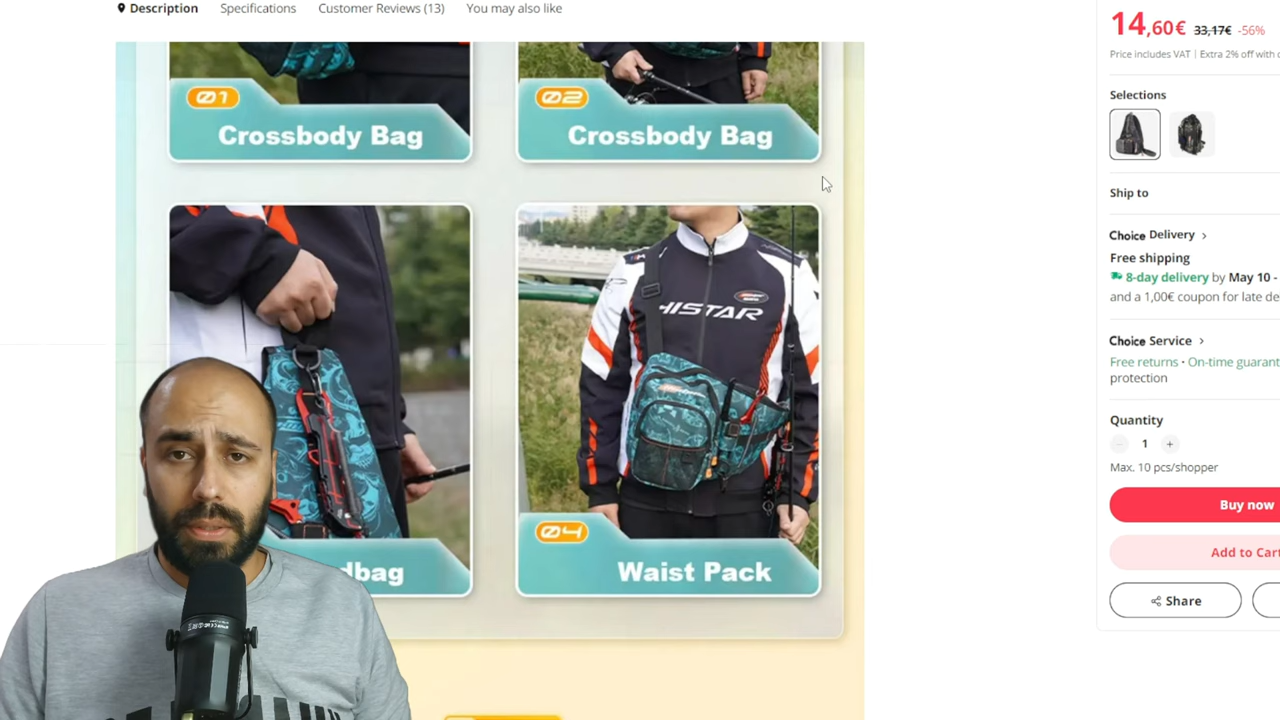 Description Specifications Customer Reviews (13) You may also like
01
Crossbody Bag
02
Crossbody Bag
HISTAR
dbag
04
Waist Pack
14,60€ 33,17€ -56%
Price includes VAT | Extra 2% off with c
Selections
Ship to
Choice Delivery >
Free shipping
8-day delivery by May 10 -
and a 1,00€ coupon for late de
Choice Service >
Free returns • On-time guarant
protection
Quantity
- 1 +
Max. 10 pcs/shopper
Buy now
Add to Cart
Share